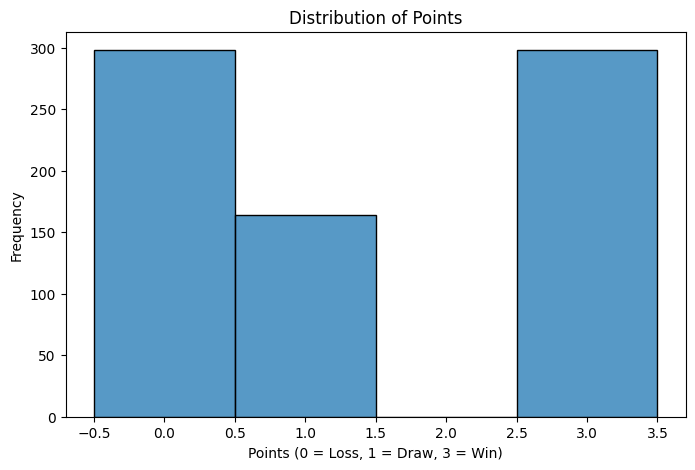 Distribution of Points
300
250
200
150
100
50
0
Frequency
−0.5 0.0 0.5 1.0 1.5 2.0 2.5 3.0 3.5
Points (0 = Loss, 1 = Draw, 3 = Win)